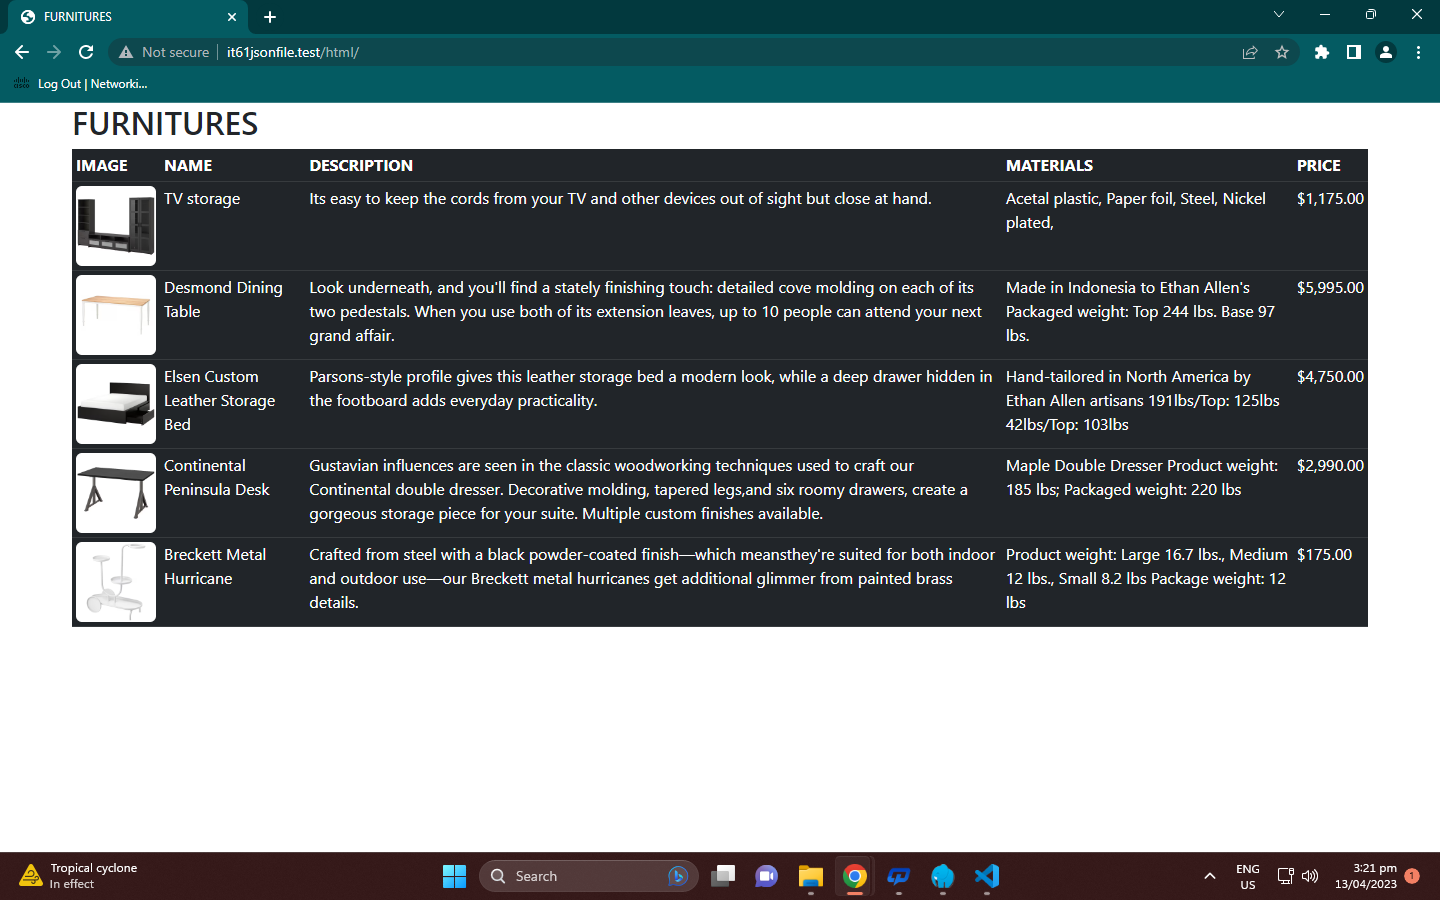 FURNITURES
Not secure
it61jsonfile.test/html/
Log Out | Networki...
FURNITURES
IMAGE NAME DESCRIPTION MATERIALS PRICE
TV storage
Its easy to keep the cords from your TV and other devices out of sight but close at hand.
Acetal plastic, Paper foil, Steel, Nickel
plated,
$1,175.00
Desmond Dining
Table
Look underneath, and you'll find a stately finishing touch: detailed cove molding on each of its
two pedestals. When you use both of its extension leaves, up to 10 people can attend your next
grand affair.
Made in Indonesia to Ethan Allen's
Packaged weight: Top 244 lbs. Base 97
lbs.
$5,995.00
Elsen Custom
Leather Storage
Bed
Parsons-style profile gives this leather storage bed a modern look, while a deep drawer hidden in
the footboard adds everyday practicality.
Hand-tailored in North America by
Ethan Allen artisans 191lbs/Top: 125lbs
42lbs/Top: 103lbs
$4,750.00
Continental
Peninsula Desk
Gustavian influences are seen in the classic woodworking techniques used to craft our
Continental double dresser. Decorative molding, tapered legs,and six roomy drawers, create a
gorgeous storage piece for your suite. Multiple custom finishes available.
Maple Double Dresser Product weight:
185 lbs; Packaged weight: 220 lbs
$2,990.00
Breckett Metal
Hurricane
Crafted from steel with a black powder-coated finish—which meansthey're suited for both indoor
and outdoor use—our Breckett metal hurricanes get additional glimmer from painted brass
details.
Product weight: Large 16.7 lbs., Medium
12 lbs., Small 8.2 lbs Package weight: 12
lbs
$175.00
Tropical cyclone
In effect
Search
ENG
US
3:21 pm
13/04/2023
1